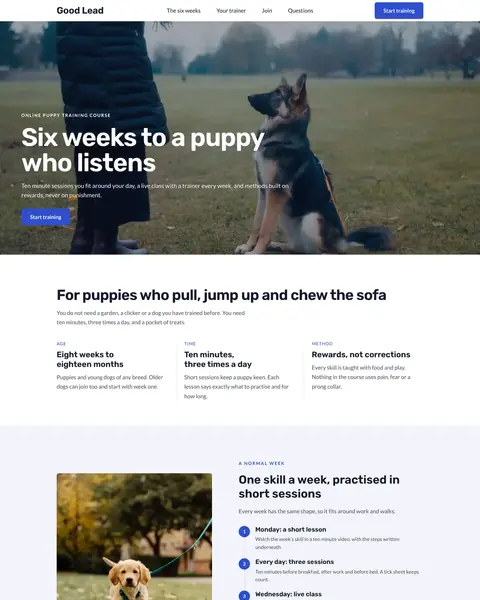 Good Lead
The six weeks
Your trainer
Join
Questions
Start training
ONLINE PUPPY TRAINING COURSE
Six weeks to a puppy
who listens
Ten minute sessions you fit around your day, a live class with a trainer every week, and methods built on
rewards, never on punishment.
Start training
For puppies who pull, jump up and chew the sofa
You do not need a garden, a clicker or a dog you have trained before. You need
ten minutes, three times a day, and a pocket of treats.
AGE
Eight weeks to
eighteen months
Puppies and young dogs of any breed. Older
dogs can join too and start with week one.
TIME
Ten minutes,
three times a day
Short sessions keep a puppy keen. Each
lesson says exactly what to practise and for
how long.
METHOD
Rewards, not corrections
Every skill is taught with food and play.
Nothing in the course uses pain, fear or a
prong collar.
A NORMAL WEEK
One skill a week, practised in
short sessions
Every week has the same shape, so it fits around work and walks.
1
Monday: a short lesson
Watch the week's skill in a ten minute video, with the steps written
underneath.
2
Every day: three sessions
Ten minutes before breakfast, after work and before bed. A tick sheet keeps
count.
3
Wednesday: live class